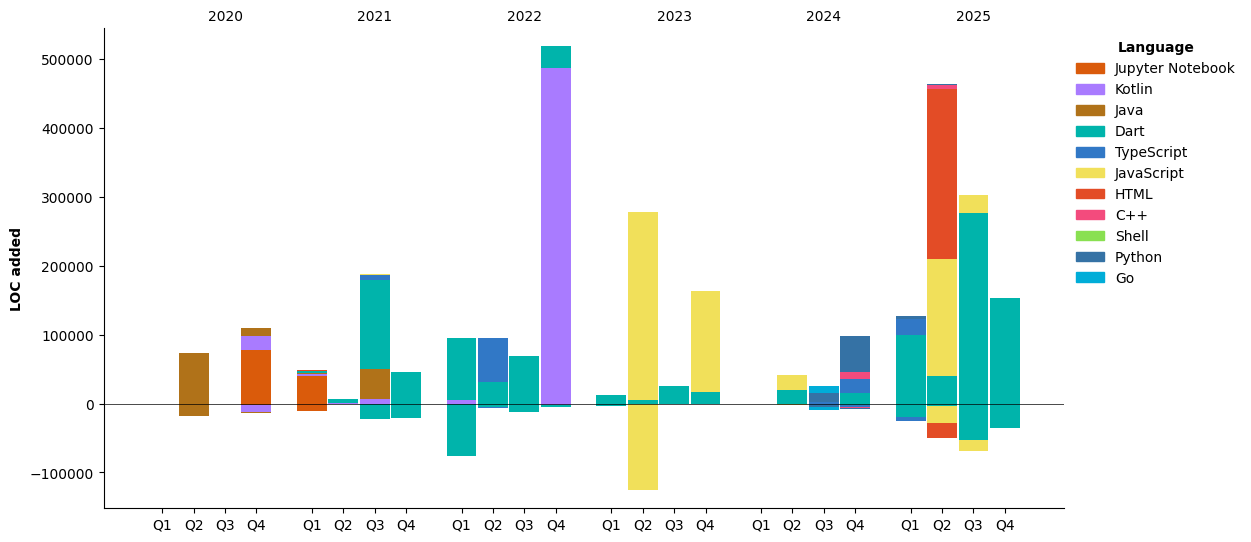 2020 2021 2022 2023 2024 2025
LOC added
500000
400000
300000
200000
100000
0
−100000
Q1 Q2 Q3 Q4 Q1 Q2 Q3 Q4 Q1 Q2 Q3 Q4 Q1 Q2 Q3 Q4 Q1 Q2 Q3 Q4 Q1 Q2 Q3 Q4
Language
Jupyter Notebook
Kotlin
Java
Dart
TypeScript
JavaScript
HTML
C++
Shell
Python
Go